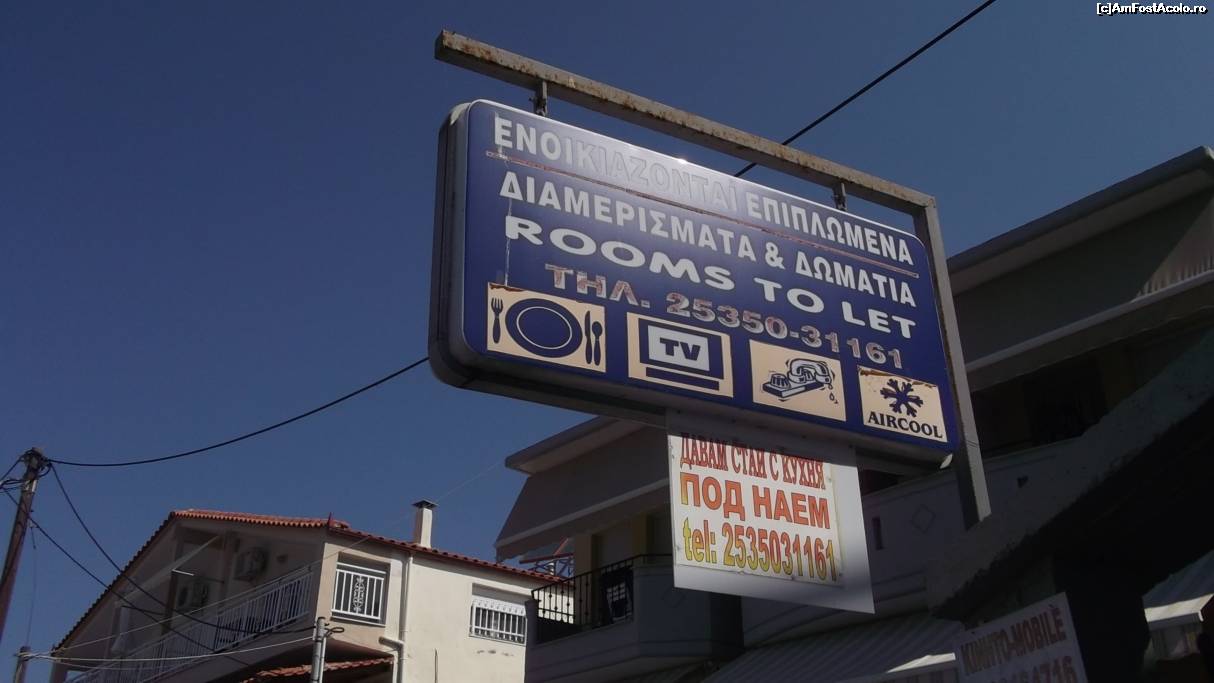 [c]AmFostAcolo.ro
ΕΝΟΙΚΙΑΖΟΝΤΑΙ ΕΠΙΠΛΩΜΕΝΑ
ΔΙΑΜΕΡΙΣΜΑΤΑ & ΔΩΜΑΤΙΑ
ROOMS TO LET
ΤΗΛ. 25350-31161
TV
AIRCOOL
ДАВАМ СТАИ С КУХНЯ
ПОД НАЕМ
tel: 2535031161
ΚΙΝΗΤΟ-MOBILE